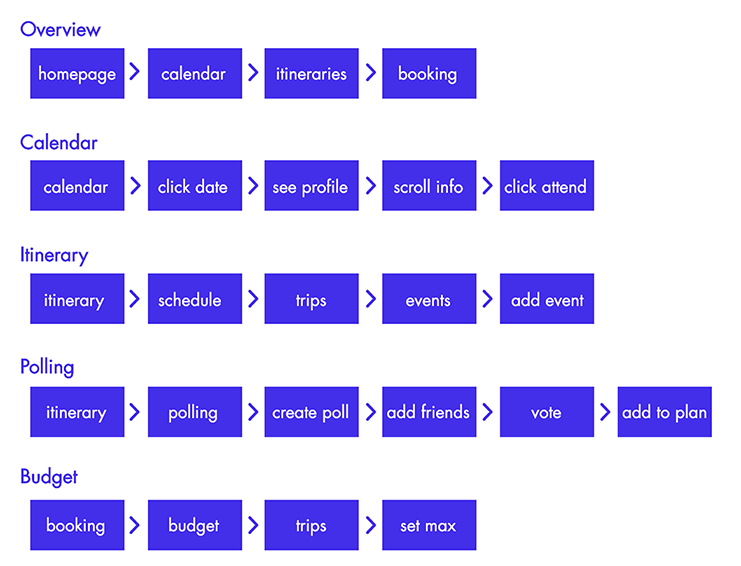 Overview
homepage > calendar > itineraries > booking
Calendar
calendar > click date > see profile > scroll info > click attend
Itinerary
itinerary > schedule > trips > events > add event
Polling
itinerary > polling > create poll > add friends > vote > add to plan
Budget
booking > budget > trips > set max